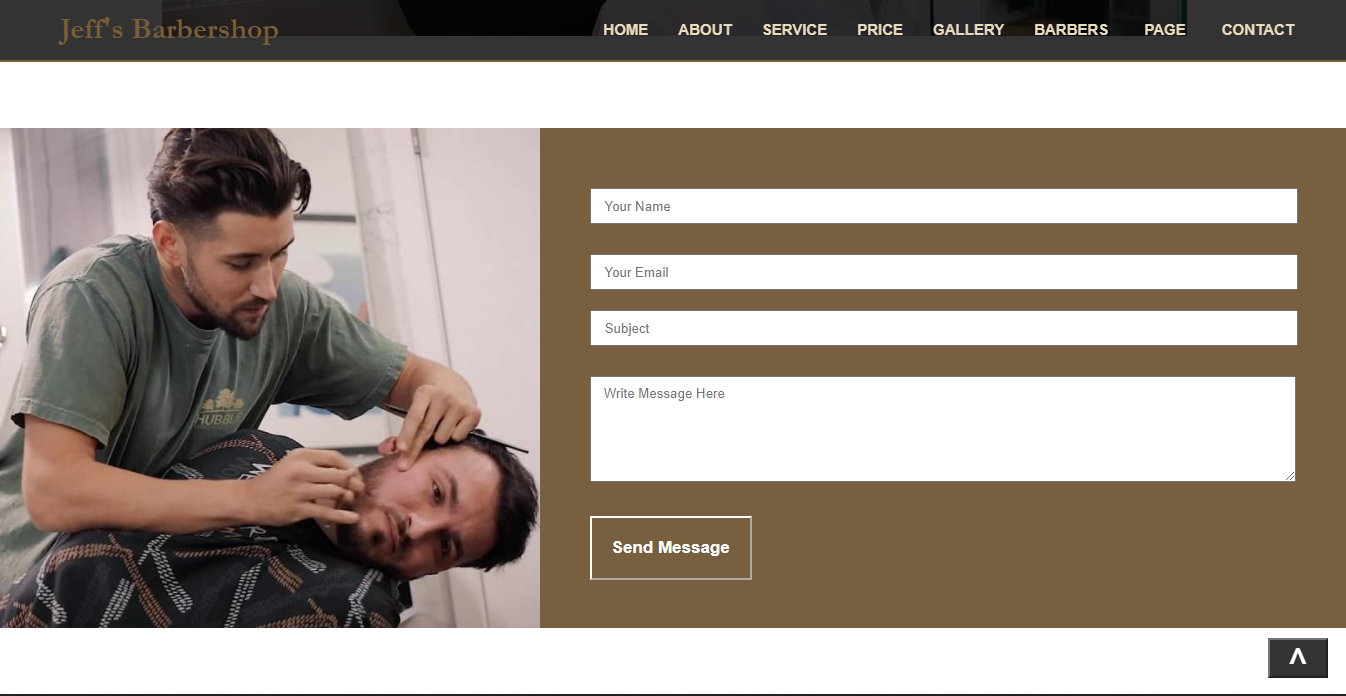 Jeff's Barbershop
HOME ABOUT SERVICE PRICE GALLERY BARBERS PAGE CONTACT
Your Name
Your Email
Subject
HUBBLE
Write Message Here
Send Message
^